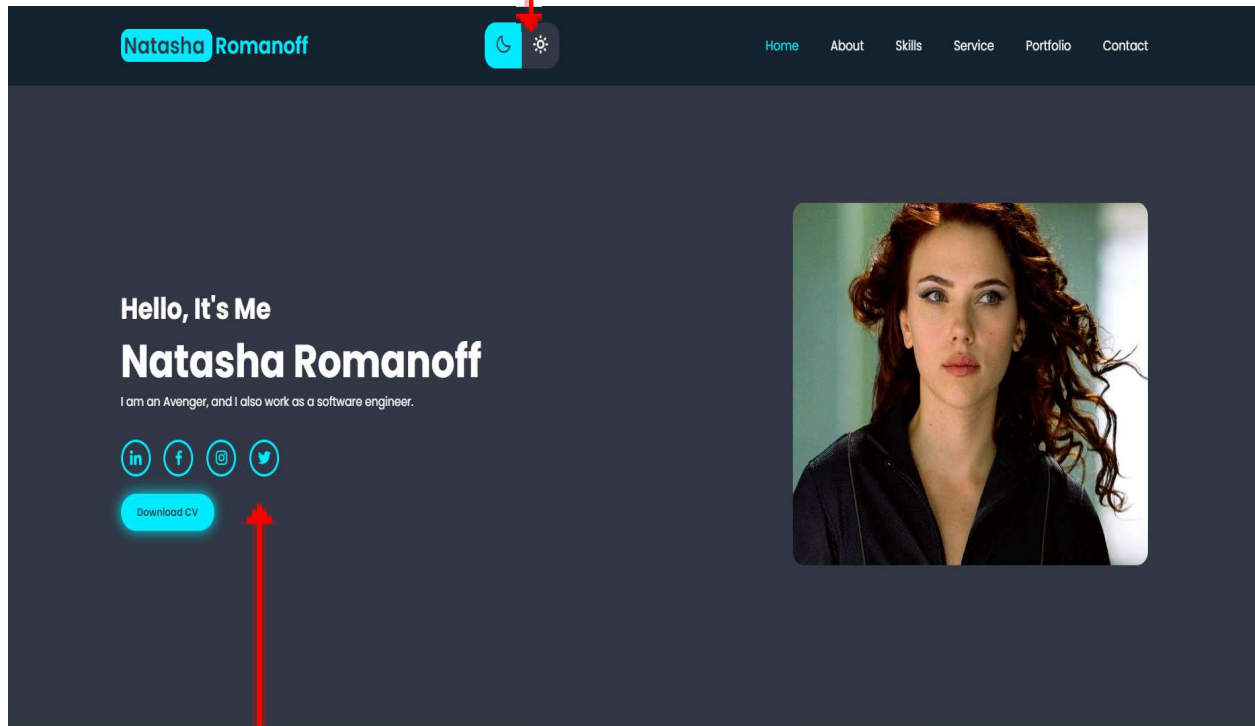 Natasha Romanoff
Home About Skills Service Portfolio Contact
Hello, It's Me
Natasha Romanoff
I am an Avenger, and I also work as a software engineer.
in f
Download CV